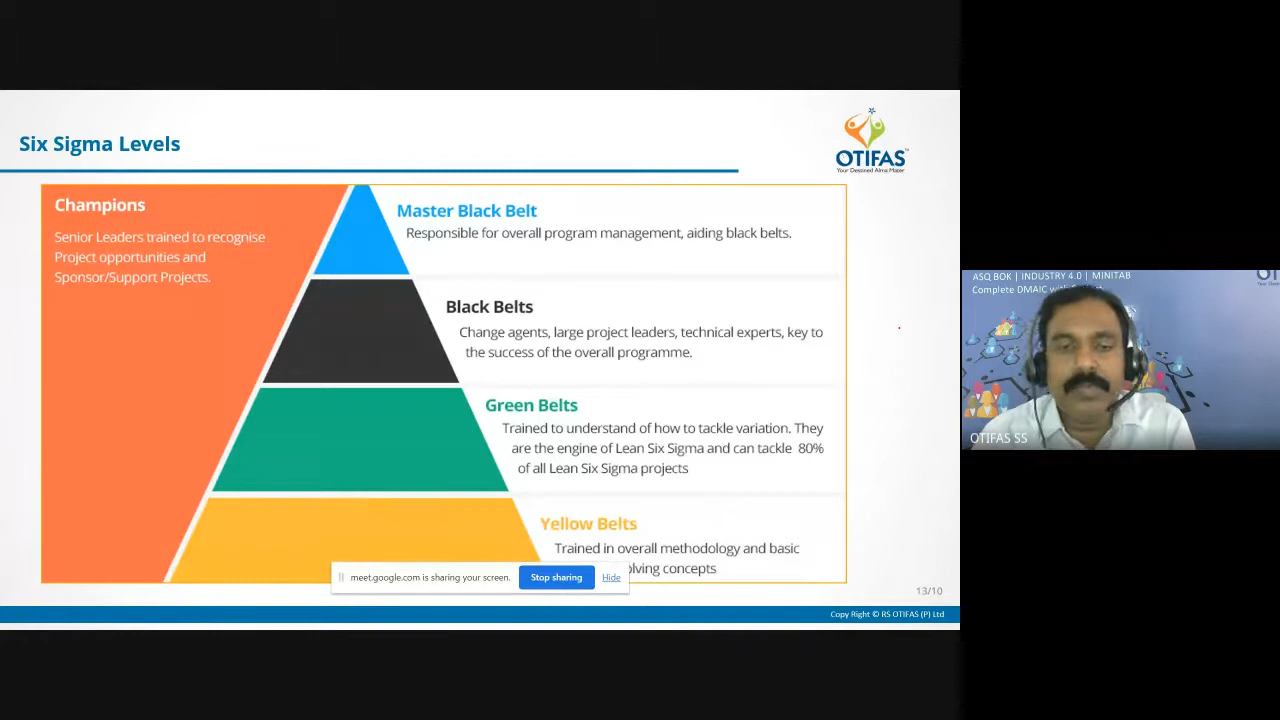 Six Sigma Levels
OTIFAS
Your Destined Alma Mater
Champions
Senior Leaders trained to recognise
Project opportunities and
Sponsor/Support Projects.
Master Black Belt
Responsible for overall program management, aiding black belts.
Black Belts
Change agents, large project leaders, technical experts, key to
the success of the overall programme.
Green Belts
Trained to understand of how to tackle variation. They
are the engine of Lean Six Sigma and can tackle 80%
of all Lean Six Sigma projects
Yellow Belts
Trained in overall methodology and basic
olving concepts
meet.google.com is sharing your screen.
Stop sharing
Hide
13/10
Copy Right © RS OTIFAS (P) Ltd
ASQ BOK | INDUSTRY 4.0 | MINITAB
Complete DMAIC with
OTIFAS SS